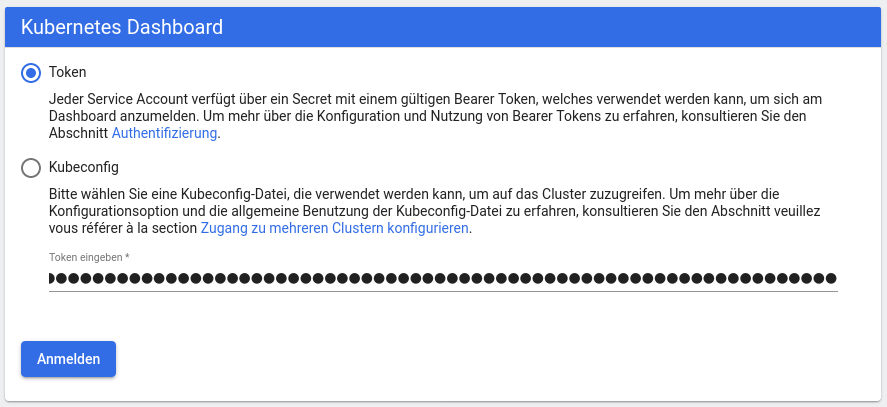 Kubernetes Dashboard
Token
Jeder Service Account verfügt über ein Secret mit einem gültigen Bearer Token, welches verwendet werden kann, um sich am
Dashboard anzumelden. Um mehr über die Konfiguration und Nutzung von Bearer Tokens zu erfahren, konsultieren Sie den
Abschnitt Authentifizierung.
Kubeconfig
Bitte wählen Sie eine Kubeconfig-Datei, die verwendet werden kann, um auf das Cluster zuzugreifen. Um mehr über die
Konfigurationsoption und die allgemeine Benutzung der Kubeconfig-Datei zu erfahren, konsultieren Sie den Abschnitt veuillez
vous référer à la section Zugang zu mehreren Clustern konfigurieren.
Token eingeben *
Anmelden